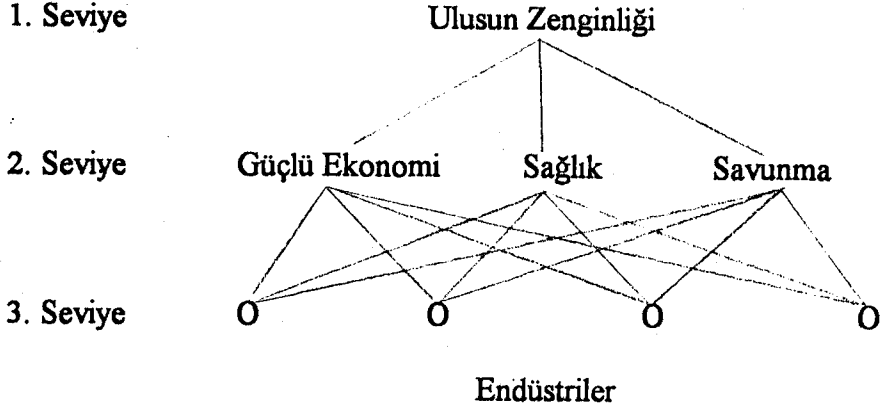 1. Seviye Ulusun Zenginliği
2. Seviye Güçlü Ekonomi Sağlık Savunma
3. Seviye O O O O
Endüstriler